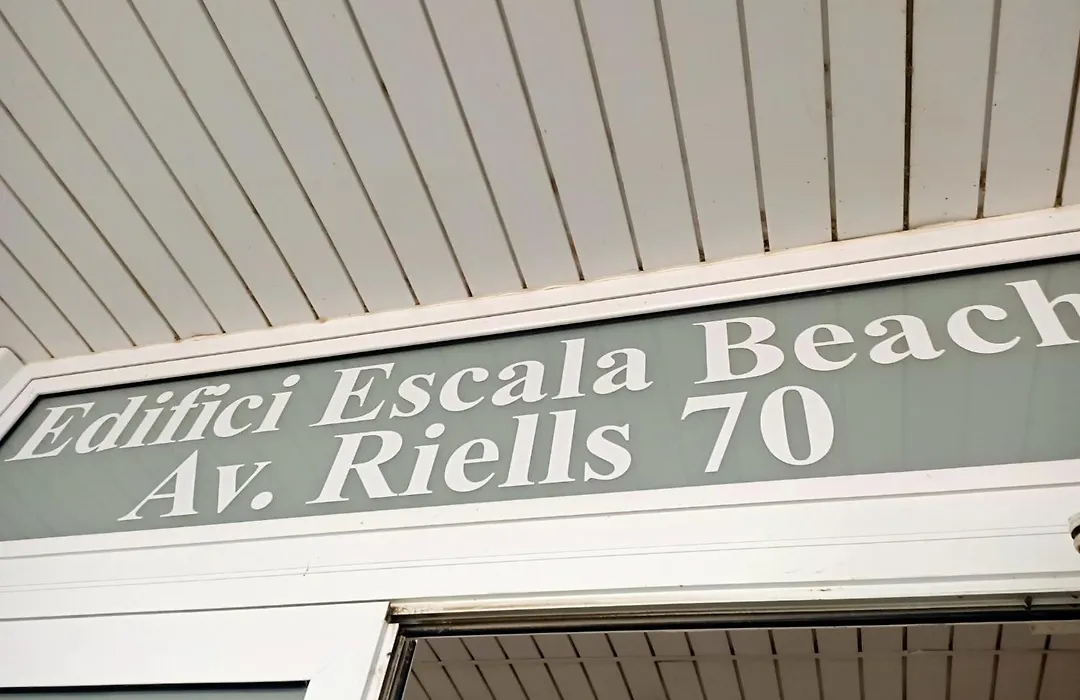 Edifici Escala Beach
Av. Riells 70